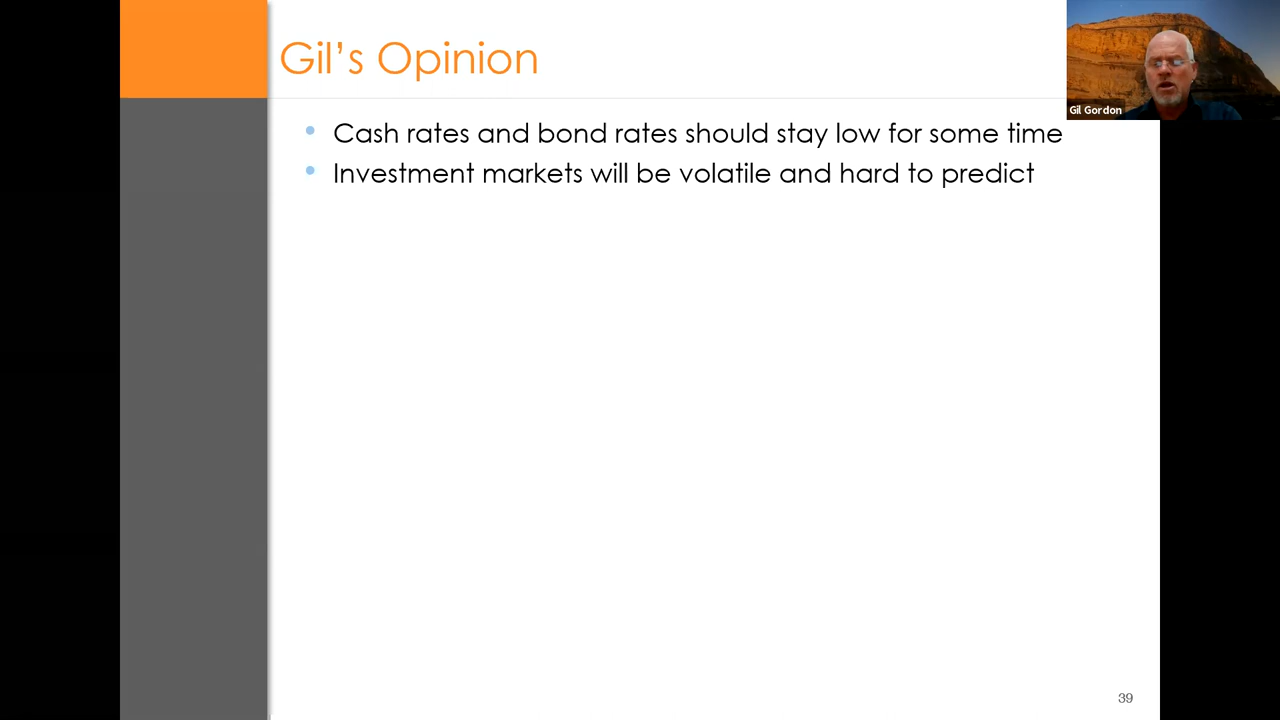 Gil’s Opinion
Gil Gordon
• Cash rates and bond rates should stay low for some time
• Investment markets will be volatile and hard to predict
39